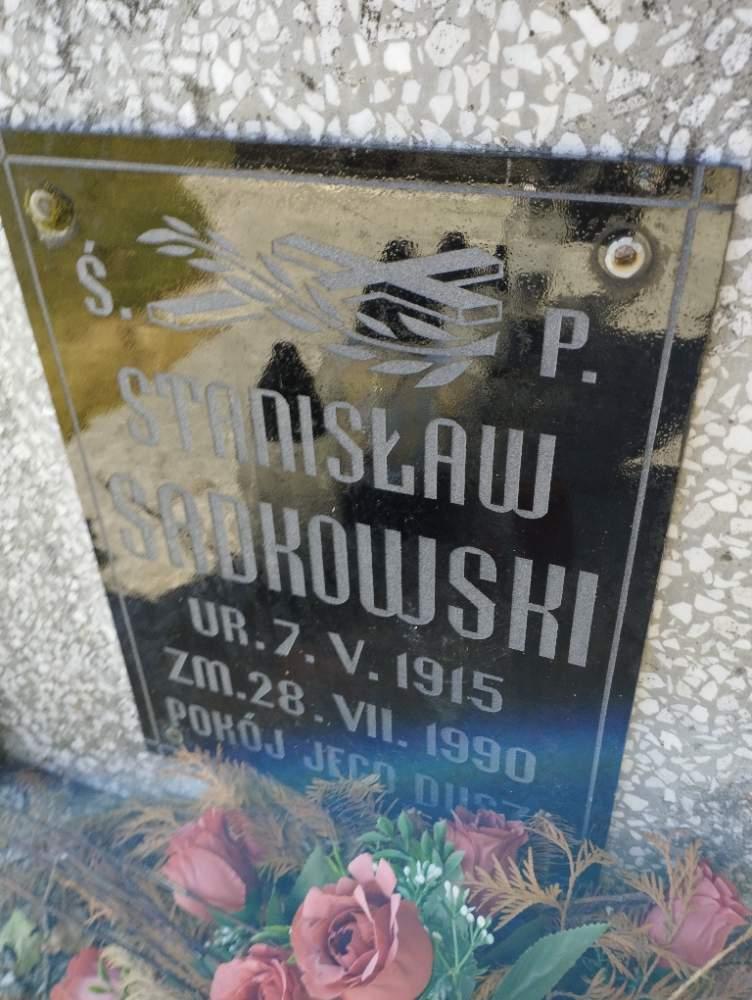 Ś. P.
STANISŁAW
SADKOWSKI
UR. 7. V. 1915
ZM. 28. VII. 1990
POKÓJ JEGO